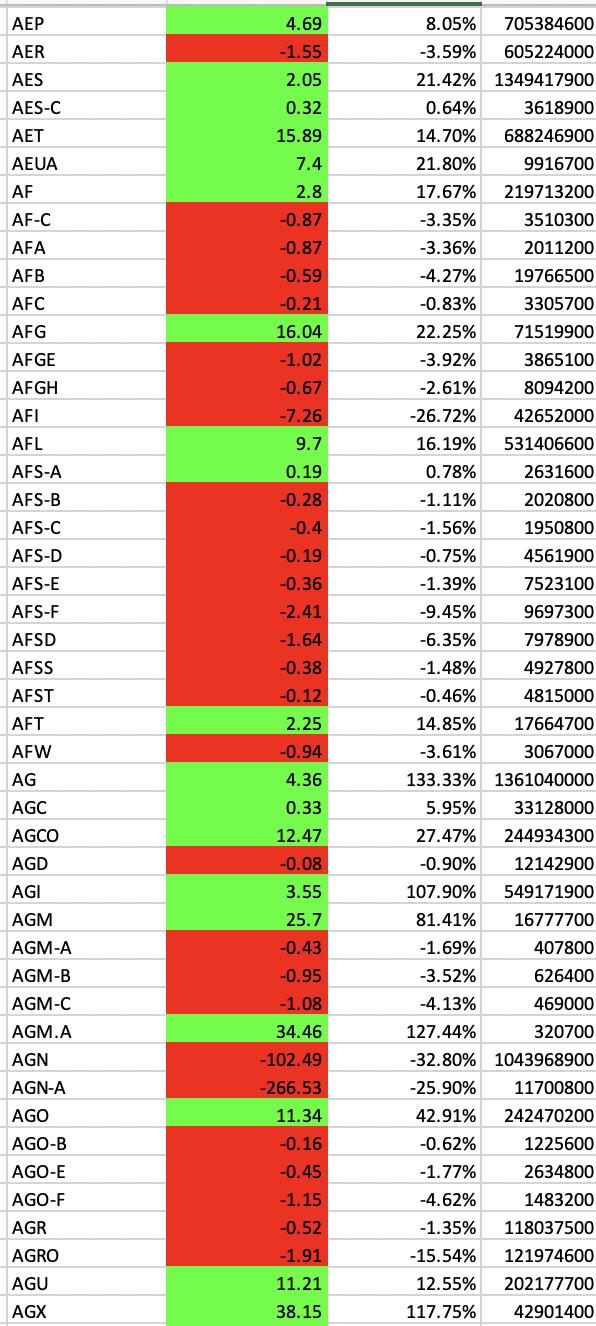 AEP 4.69 8.05% 705384600
AER -1.55 -3.59% 605224000
AES 2.05 21.42% 1349417900
AES-C 0.32 0.64% 3618900
AET 15.89 14.70% 688246900
AEUA 7.4 21.80% 9916700
AF 2.8 17.67% 219713200
AF-C -0.87 -3.35% 3510300
AFA -0.87 -3.36% 2011200
AFB -0.59 -4.27% 19766500
AFC -0.21 -0.83% 3305700
AFG 16.04 22.25% 71519900
AFGE -1.02 -3.92% 3865100
AFGH -0.67 -2.61% 8094200
AFI -7.26 -26.72% 42652000
AFL 9.7 16.19% 531406600
AFS-A 0.19 0.78% 2631600
AFS-B -0.28 -1.11% 2020800
AFS-C -0.4 -1.56% 1950800
AFS-D -0.19 -0.75% 4561900
AFS-E -0.36 -1.39% 7523100
AFS-F -2.41 -9.45% 9697300
AFSD -1.64 -6.35% 7978900
AFSS -0.38 -1.48% 4927800
AFST -0.12 -0.46% 4815000
AFT 2.25 14.85% 17664700
AFW -0.94 -3.61% 3067000
AG 4.36 133.33% 1361040000
AGC 0.33 5.95% 33128000
AGCO 12.47 27.47% 244934300
AGD -0.08 -0.90% 12142900
AGI 3.55 107.90% 549171900
AGM 25.7 81.41% 16777700
AGM-A -0.43 -1.69% 407800
AGM-B -0.95 -3.52% 626400
AGM-C -1.08 -4.13% 469000
AGM.A 34.46 127.44% 320700
AGN -102.49 -32.80% 1043968900
AGN-A -266.53 -25.90% 11700800
AGO 11.34 42.91% 242470200
AGO-B -0.16 -0.62% 1225600
AGO-E -0.45 -1.77% 2634800
AGO-F -1.15 -4.62% 1483200
AGR -0.52 -1.35% 118037500
AGRO -1.91 -15.54% 121974600
AGU 11.21 12.55% 202177700
AGX 38.15 117.75% 42901400